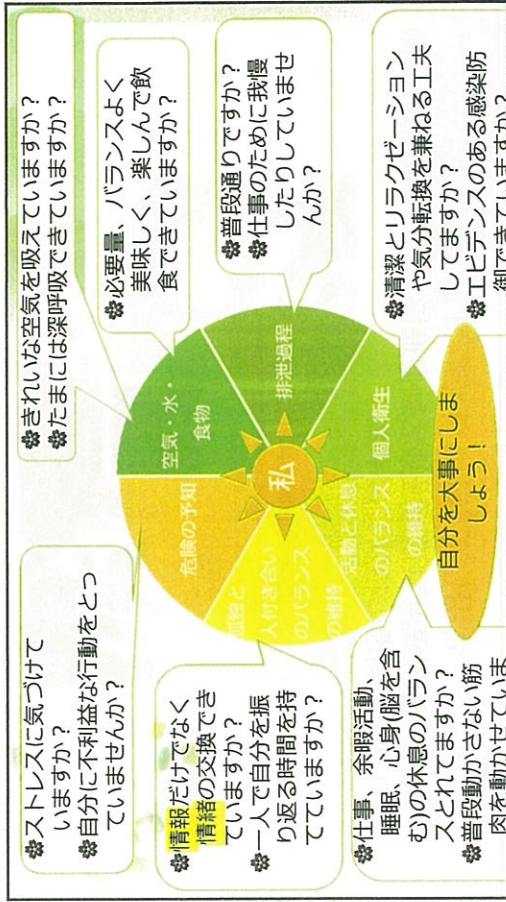 ❀ストレスに気づけて
いますか？
❀自分に不利益な行動をとっ
ていませんか？
❀きれいな空気を吸えていますか？
❀たまには深呼吸できていますか？
❀必要量、バランスよく
美味しく、楽しんで飲
食できていますか？
❀情報だけでなく
情緒の交換でき
ていますか？
❀一人で自分を振
り返る時間を持
てていますか？
危険の予知
空気・水・
食物
孤独と
人付き合い
のバランス
の維持
私
排泄過程
❀普段通りですか？
❀仕事のために我慢
したりしていませ
んか？
活動と休息
のバランス
の維持
個人衛生
❀仕事、余暇活動、
睡眠、心身(脳を含
む)の休息のバラン
スとれてますか？
❀普段動かさない筋
肉を動かせていま
自分を大事にしま
しょう！
❀清潔とリラクゼーション
や気分転換を兼ねる工夫
してますか？
❀エビデンスのある感染防
御できていますか？